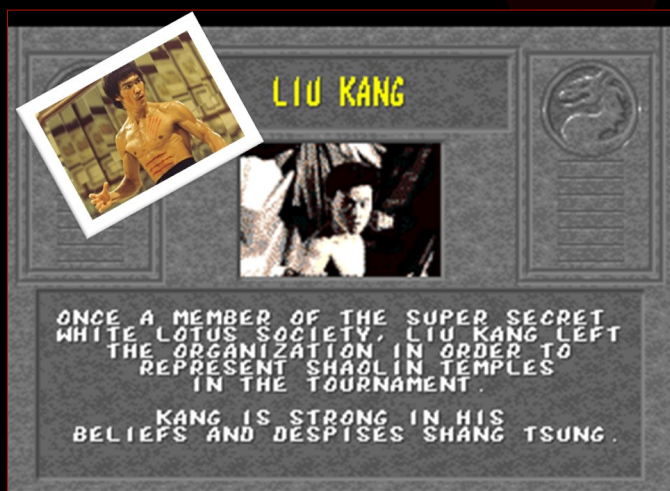 LIU KANG
ONCE A MEMBER OF THE SUPER SECRET
WHITE LOTUS SOCIETY, LIU KANG LEFT
THE ORGANIZATION IN ORDER TO
REPRESENT SHAOLIN TEMPLES
IN THE TOURNAMENT.
KANG IS STRONG IN HIS
BELIEFS AND DESPISES SHANG TSUNG.